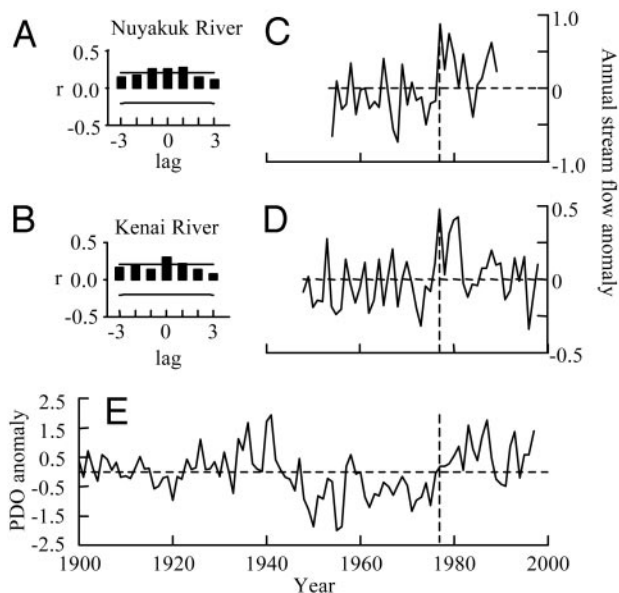 A
Nuyakuk River
0.5
r 0.0
-0.5
-3 0 3
lag
C
1.0
0
-1.0
B
Kenai River
0.5
r 0.0
-0.5
-3 0 3
lag
D
0.5
0
-0.5
Annual stream flow anomaly
E
PDO anomaly
2.5
1.5
0.5
-0.5
-1.5
-2.5
1900 1920 1940 1960 1980 2000
Year